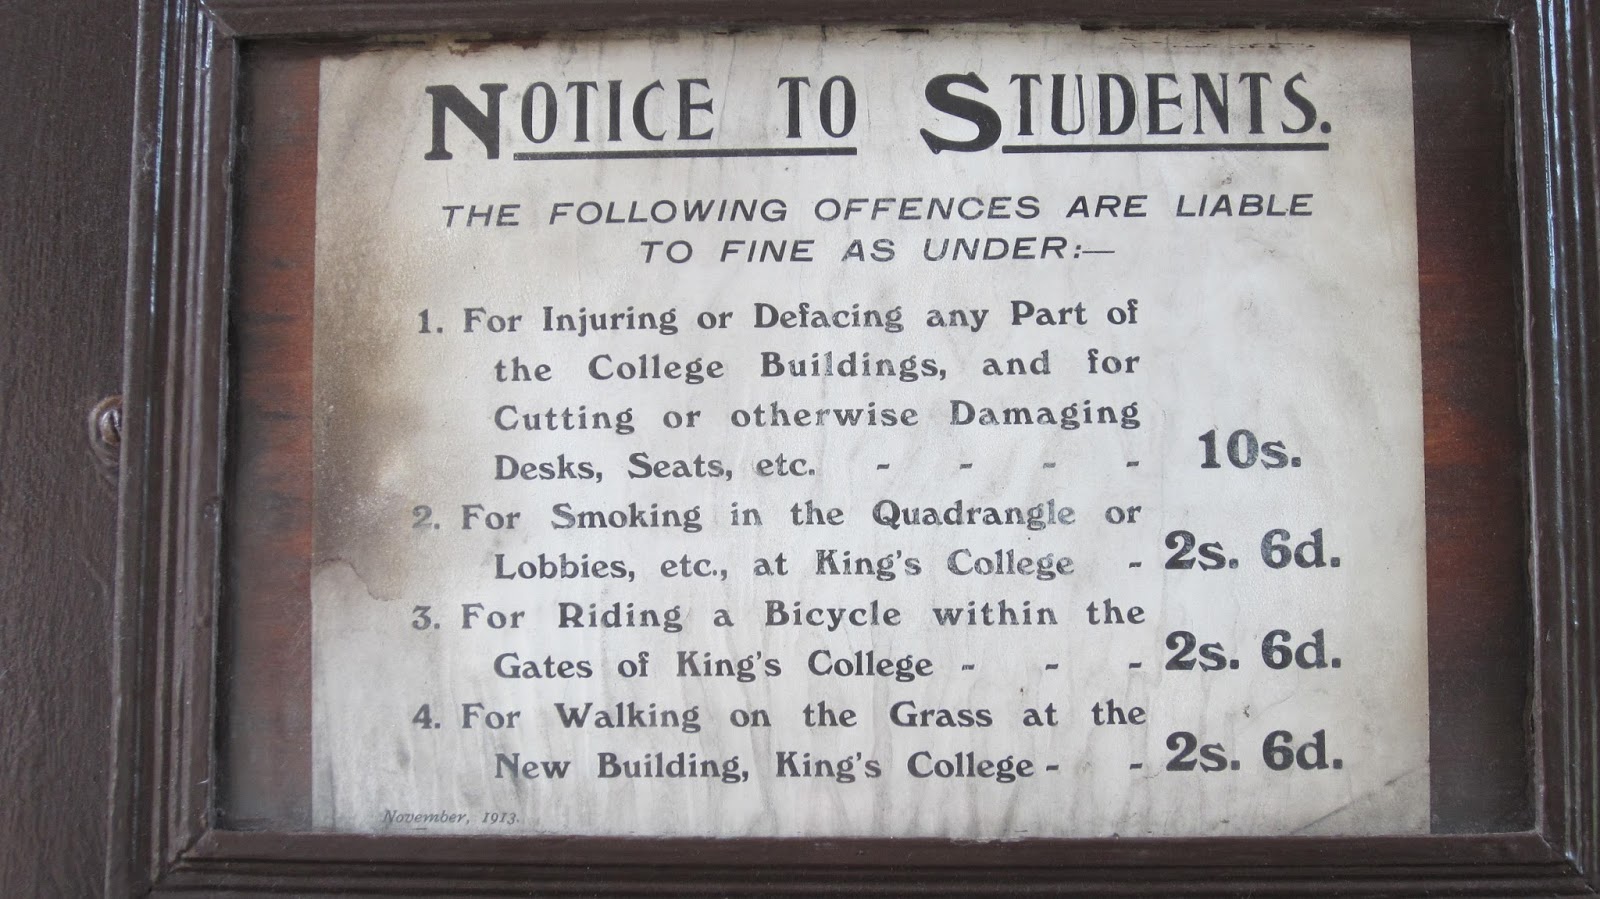 NOTICE TO STUDENTS.
THE FOLLOWING OFFENCES ARE LIABLE
TO FINE AS UNDER:—
1. For Injuring or Defacing any Part of
the College Buildings, and for
Cutting or otherwise Damaging
Desks, Seats, etc. - - - - 10s.
2. For Smoking in the Quadrangle or
Lobbies, etc., at King's College - 2s. 6d.
3. For Riding a Bicycle within the
Gates of King's College - - - 2s. 6d.
4. For Walking on the Grass at the
New Building, King's College - - 2s. 6d.
November, 1913.